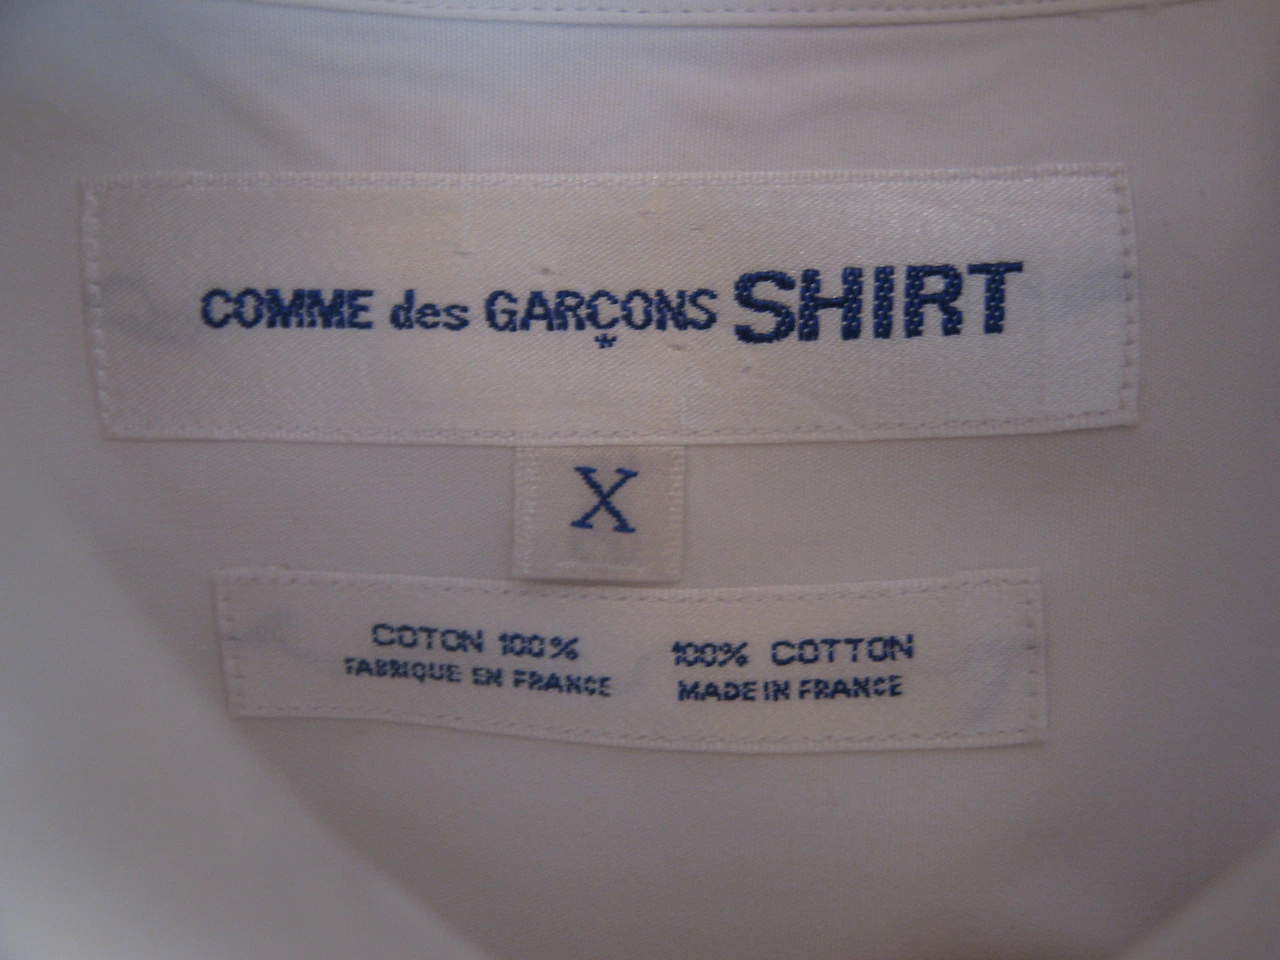 COMME des GARÇONS SHIRT
X
COTON 100%
FABRIQUE EN FRANCE
100% COTTON
MADE IN FRANCE